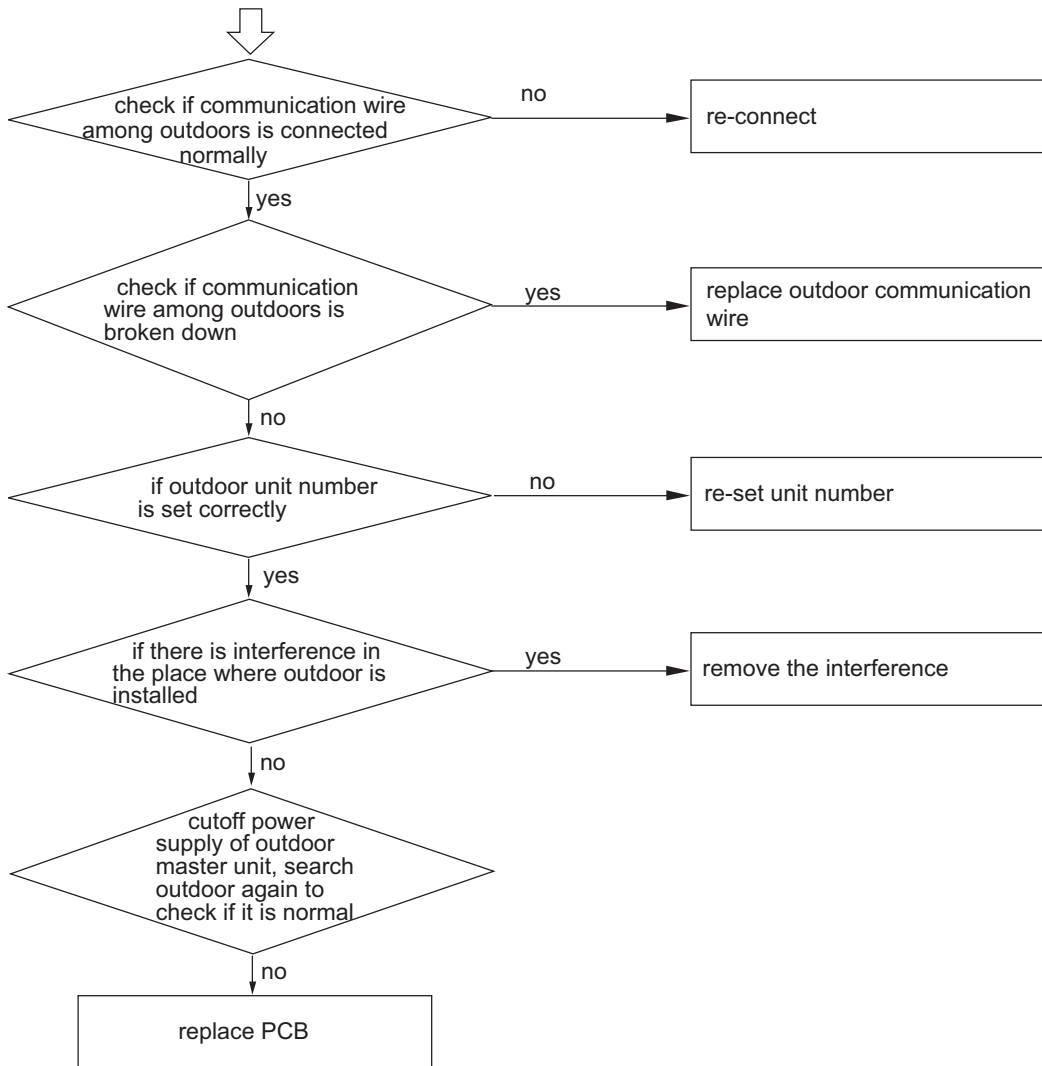 check if communication wire
among outdoors is connected
normally
no
re-connect
yes
check if communication
wire among outdoors is
broken down
yes
replace outdoor communication
wire
no
if outdoor unit number
is set correctly
no
re-set unit number
yes
if there is interference in
the place where outdoor is
installed
yes
remove the interference
no
cutoff power
supply of outdoor
master unit, search
outdoor again to
check if it is normal
no
replace PCB